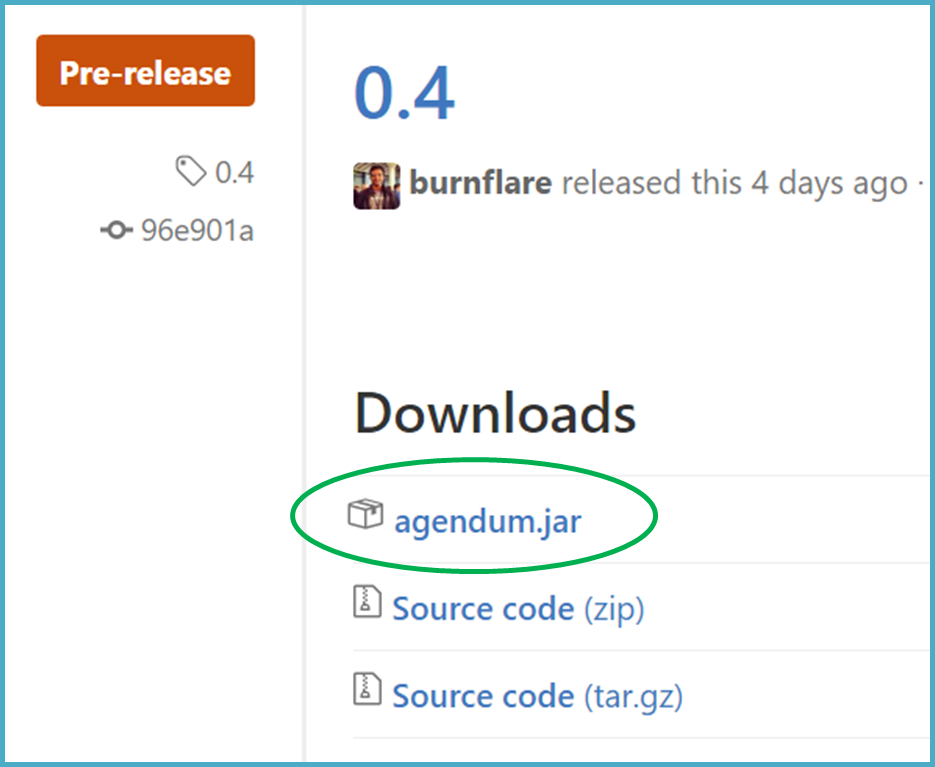 Pre-release
0.4
96e901a
0.4
burnflare released this 4 days ago ·
Downloads
agendum.jar
Source code (zip)
Source code (tar.gz)